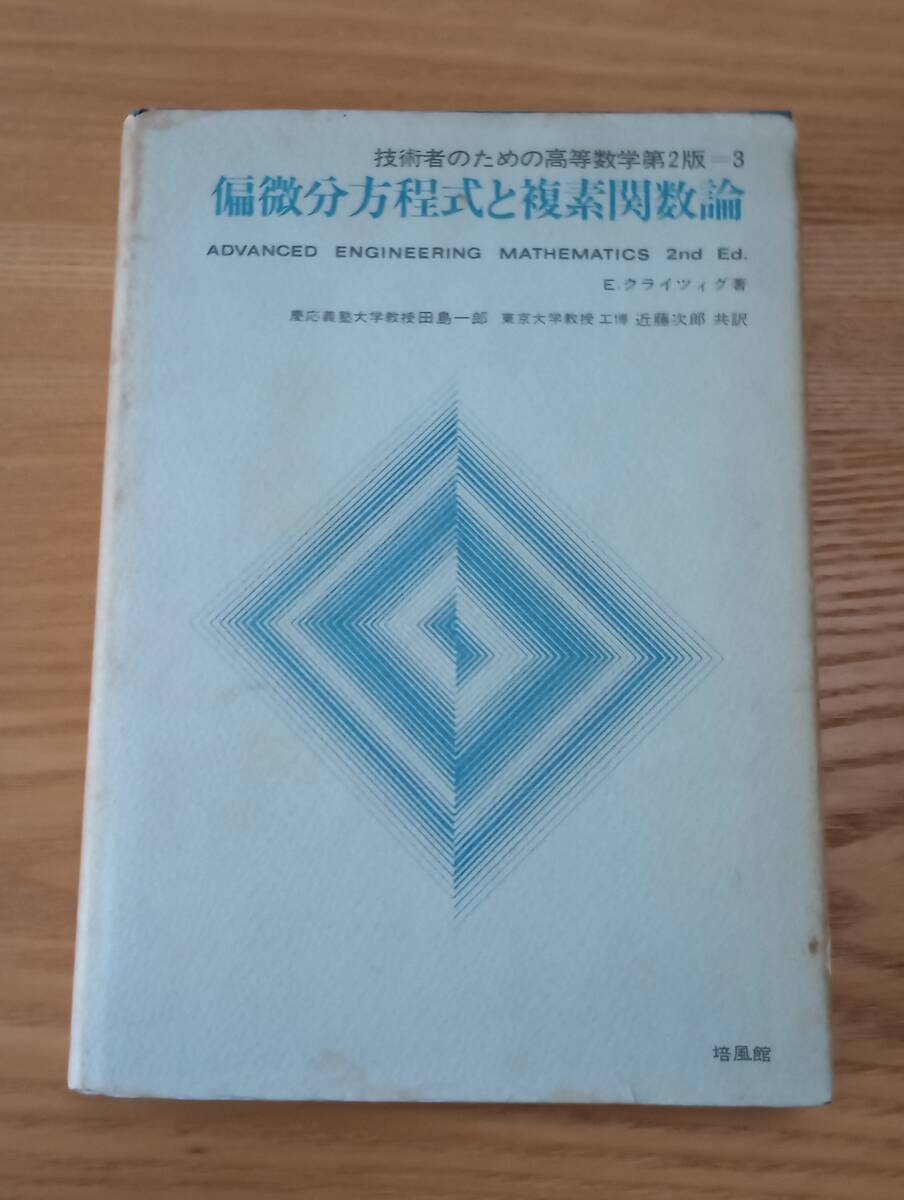 技術者のための高等数学第2版=3
偏微分方程式と複素関数論
ADVANCED ENGINEERING MATHEMATICS 2nd Ed.
E.クライツィグ著
慶応義塾大学教授田島一郎 東京大学教授 工博 近藤次郎 共訳
培風館